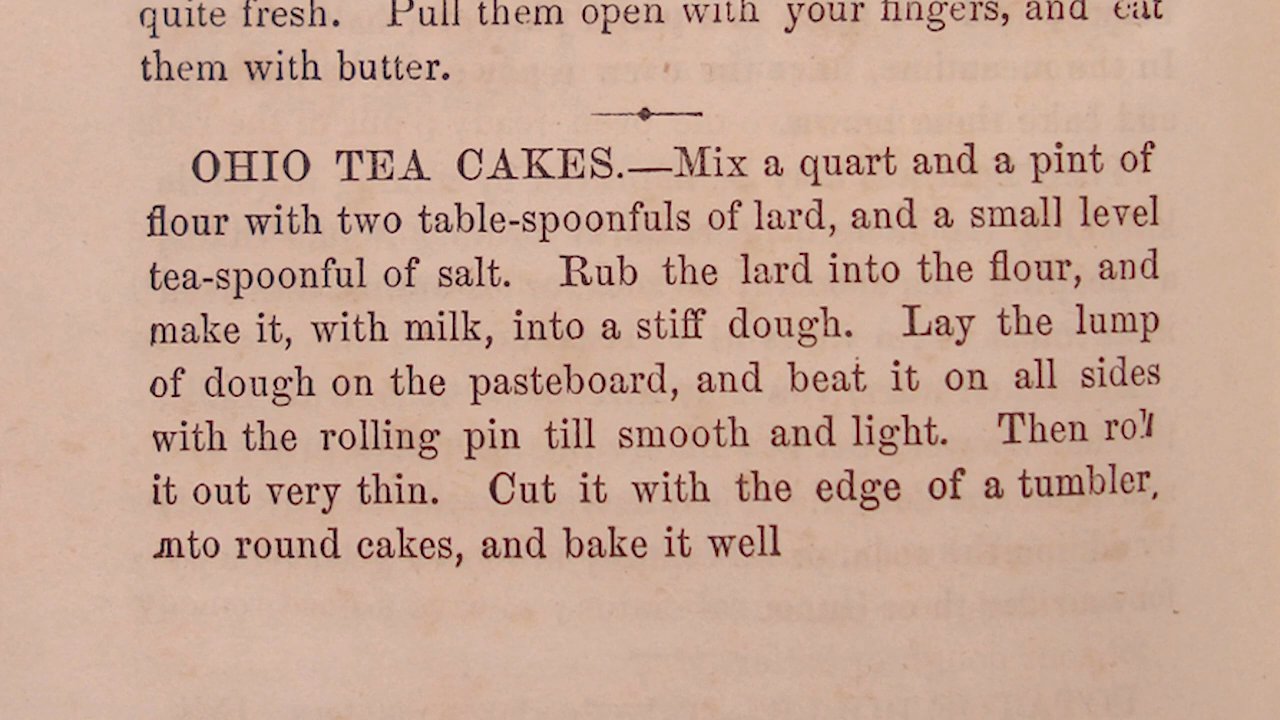 quite fresh. Pull them open with your fingers, and eat
them with butter.
OHIO TEA CAKES.—Mix a quart and a pint of
flour with two table-spoonfuls of lard, and a small level
tea-spoonful of salt. Rub the lard into the flour, and
make it, with milk, into a stiff dough. Lay the lump
of dough on the pasteboard, and beat it on all sides
with the rolling pin till smooth and light. Then roll
it out very thin. Cut it with the edge of a tumbler,
into round cakes, and bake it well